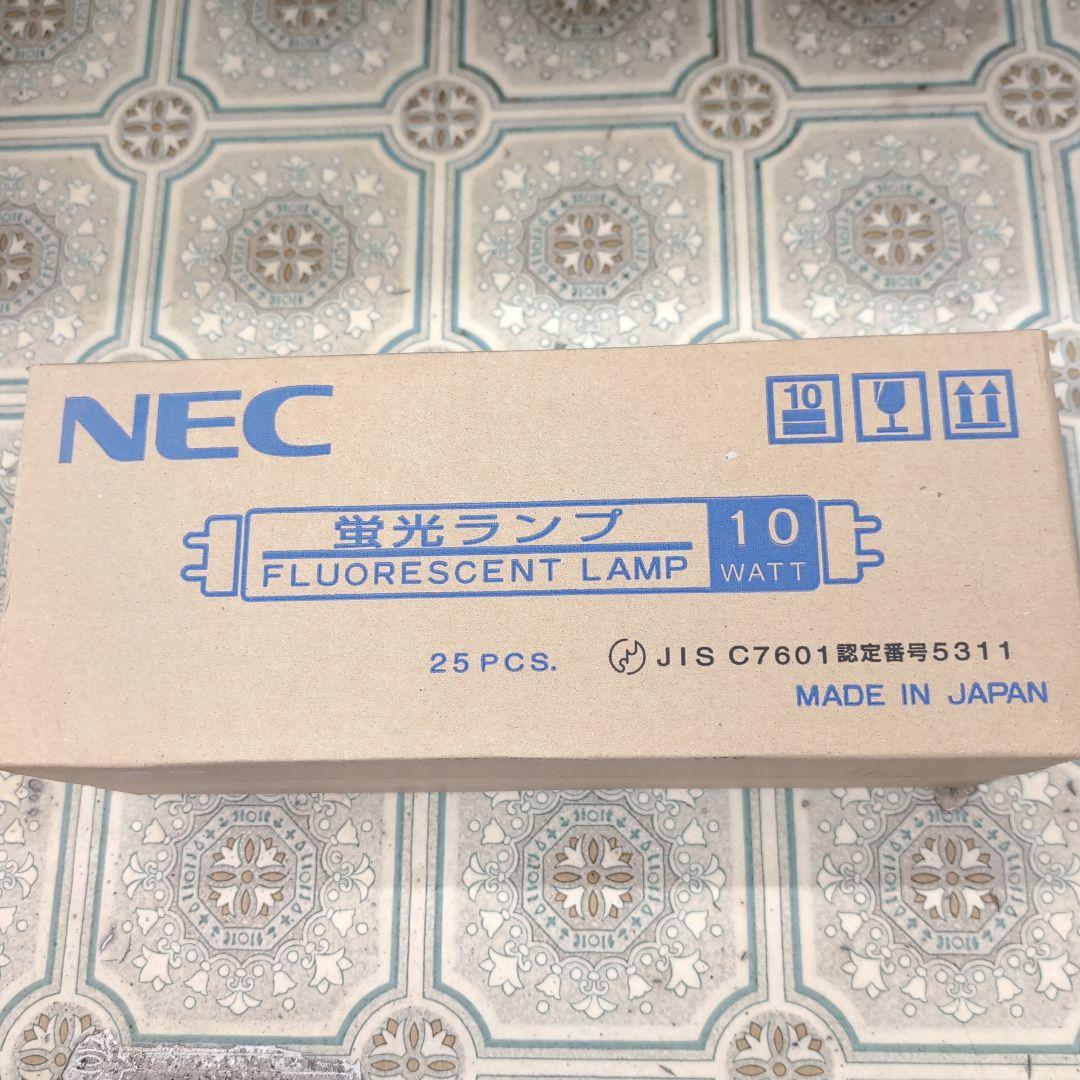 NEC
10
蛍光ランプ
FLUORESCENT LAMP
10
WATT
25 PCS.
JIS C7601 認定番号5311
MADE IN JAPAN